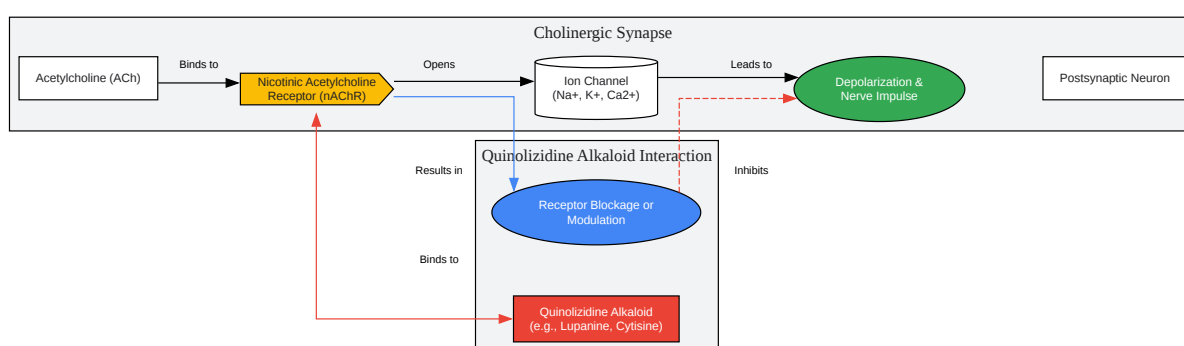 Cholinergic Synapse
Acetylcholine (ACh)
Binds to
Nicotinic Acetylcholine
Receptor (nAChR)
Opens
Ion Channel
(Na+, K+, Ca2+)
Leads to
Depolarization &
Nerve Impulse
Postsynaptic Neuron
Quinolizidine Alkaloid Interaction
Results in
Inhibits
Receptor Blockage or
Modulation
Binds to
Quinolizidine Alkaloid
(e.g., Lupanine, Cytisine)